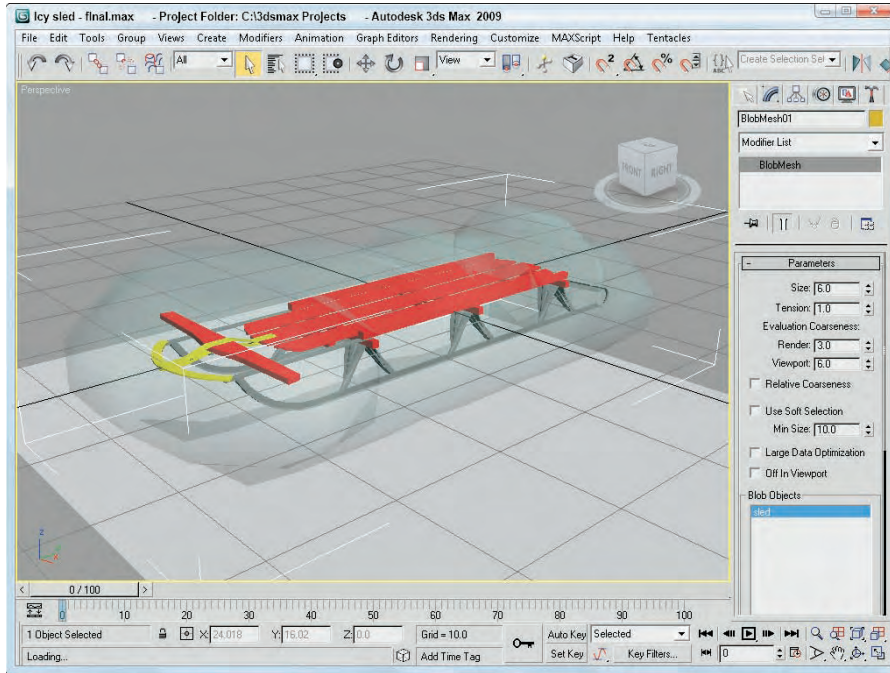 Icy sled - final.max - Project Folder: C:\3dsmax Projects - Autodesk 3ds Max 2009
File Edit Tools Group Views Create Modifiers Animation Graph Editors Rendering Customize MAXScript Help Tentacles
All
View
Create Selection Set
Perspective
FRONT RIGHT
BlobMesh01
Modifier List
BlobMesh
- Parameters
Size: 6.0
Tension: 1.0
Evaluation Coarseness:
Render: 3.0
Viewport: 6.0
Relative Coarseness
Use Soft Selection
Min Size: 10.0
Large Data Optimization
Off In Viewport
Blob Objects
sled
z
x
< 0 / 100 >
0 10 20 30 40 50 60 70 80 90 100
1 Object Selected X: 24.018 Y: 16.02 Z: 0.0 Grid = 10.0 Auto Key Selected
Loading... Add Time Tag Set Key Key Filters... 0